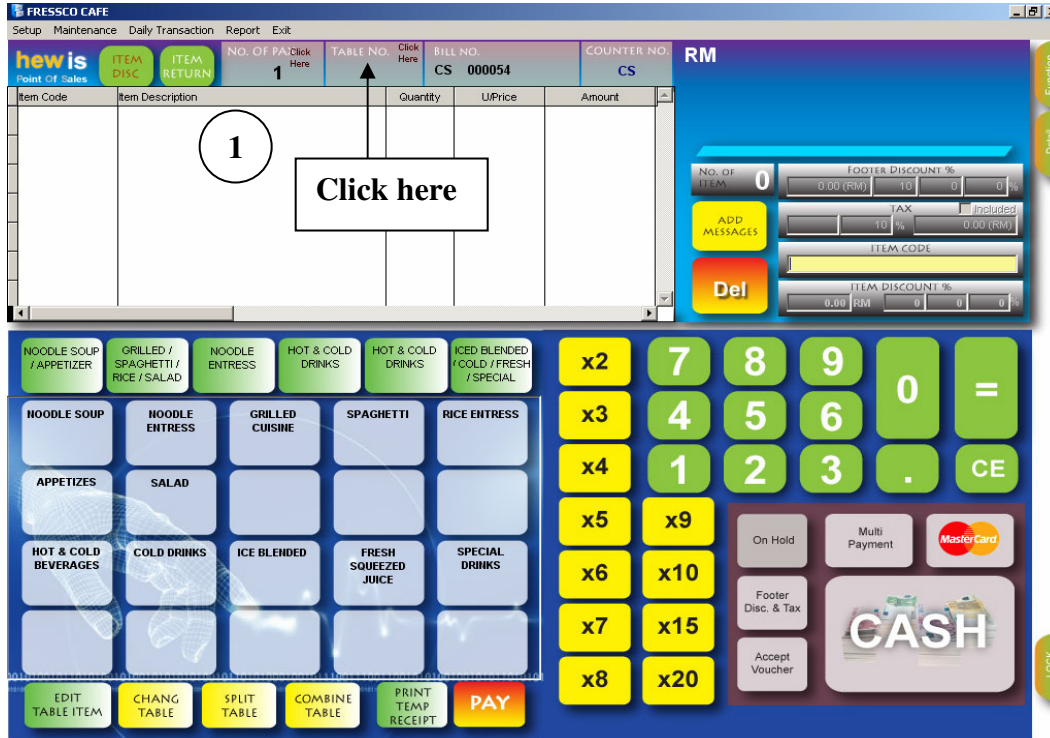 FRESSCO CAFE
Setup Maintenance Daily Transaction Report Exit
hew is
Point Of Sales
ITEM
DISC
ITEM
RETURN
NO. OF PA
Click
Here
1
TABLE NO.
Click
Here
BILL NO.
CS 000054
COUNTER NO.
CS
RM
Function
Detail
Item Code Item Description Quantity U/Price Amount
1
Click here
NO. OF
ITEM
0
FOOTER DISCOUNT %
0.00 (RM) 10 0 0 %
ADD
MESSAGES
TAX Included
10 % 0.00 (RM)
ITEM CODE
Del
ITEM DISCOUNT %
0.00 RM 0 0 0 %
NOODLE SOUP
/ APPETIZER
GRILLED /
SPAGHETTI /
RICE / SALAD
NOODLE
ENTRESS
HOT & COLD
DRINKS
HOT & COLD
DRINKS
ICED BLENDED
/ COLD / FRESH
/ SPECIAL
NOODLE SOUP
NOODLE
ENTRESS
GRILLED
CUISINE
SPAGHETTI
RICE ENTRESS
APPETIZES
SALAD
HOT & COLD
BEVERAGES
COLD DRINKS
ICE BLENDED
FRESH
SQUEEZED
JUICE
SPECIAL
DRINKS
EDIT
TABLE ITEM
CHANG
TABLE
SPLIT
TABLE
COMBINE
TABLE
PRINT
TEMP
RECEIPT
PAY
x2 7 8 9 0 =
x3 4 5 6
x4 1 2 3 . CE
x5 x9
x6 x10
x7 x15
x8 x20
On Hold
Multi
Payment
MasterCard
Footer
Disc. & Tax
CASH
Accept
Voucher
LOCK